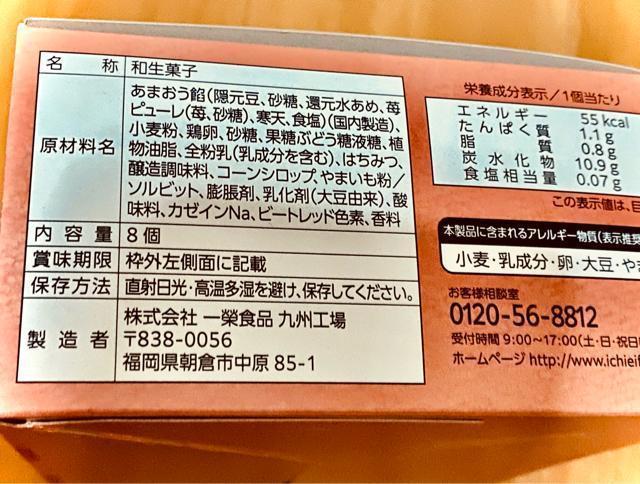 名称 和生菓子
原材料名 あまおう餡(隠元豆、砂糖、還元水あめ、苺
ピューレ(苺、砂糖)、寒天、食塩)(国内製造)、
小麦粉、鶏卵、砂糖、果糖ぶどう糖液糖、植
物油脂、全粉乳(乳成分を含む)、はちみつ、
醸造調味料、コーンシロップ、やまいも粉/
ソルビット、膨脹剤、乳化剤(大豆由来)、酸
味料、カゼインNa、ビートレッド色素、香料
内容量 8個
賞味期限 枠外左側面に記載
保存方法 直射日光・高温多湿を避け、保存してください。
製造者 株式会社 一榮食品 九州工場
〒838-0056
福岡県朝倉市中原 85-1
栄養成分表示/1個当たり
エネルギー 55 kcal
たんぱく質 1.1 g
脂質 0.8 g
炭水化物 10.9 g
食塩相当量 0.07 g
この表示値は、目
本製品に含まれるアレルギー物質(表示推奨
小麦・乳成分・卵・大豆・やま
お客様相談室
0120-56-8812
受付時間 9:00~17:00(土・日・祝日
ホームページ http://www.ichiei